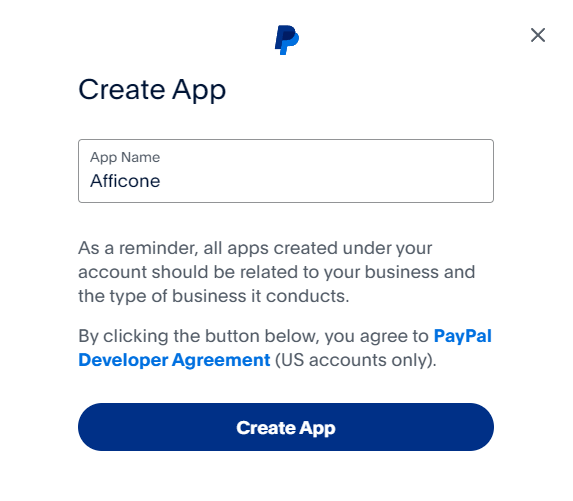 Create App
App Name
Afficone
As a reminder, all apps created under your
account should be related to your business and
the type of business it conducts.
By clicking the button below, you agree to PayPal
Developer Agreement (US accounts only).
Create App